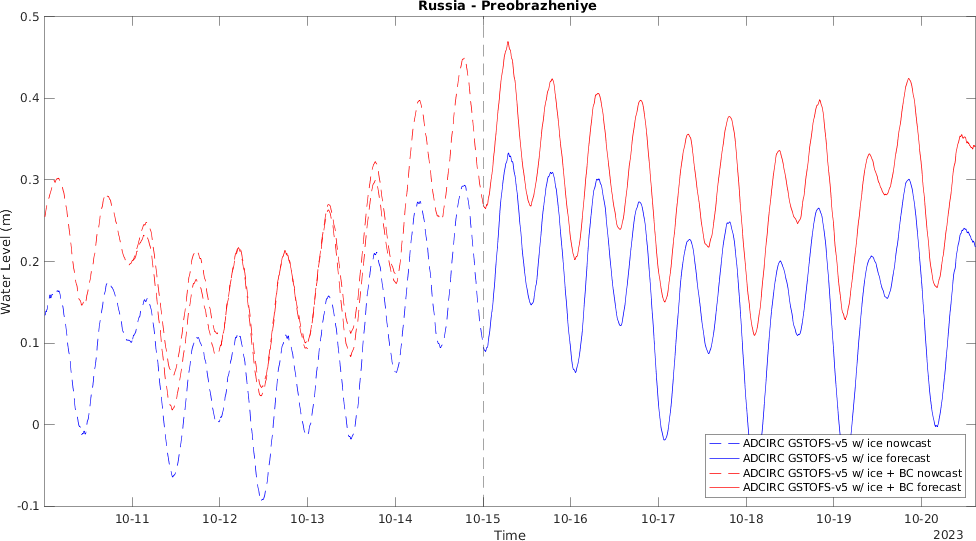 Russia - Preobrazheniye
0.5
0.4
0.3
0.2
0.1
0
-0.1
Water Level (m)
ADCIRC GSTOFS-v5 w/ ice nowcast
ADCIRC GSTOFS-v5 w/ ice forecast
ADCIRC GSTOFS-v5 w/ ice + BC nowcast
ADCIRC GSTOFS-v5 w/ ice + BC forecast
10-11 10-12 10-13 10-14 10-15 10-16 10-17 10-18 10-19 10-20
Time
2023